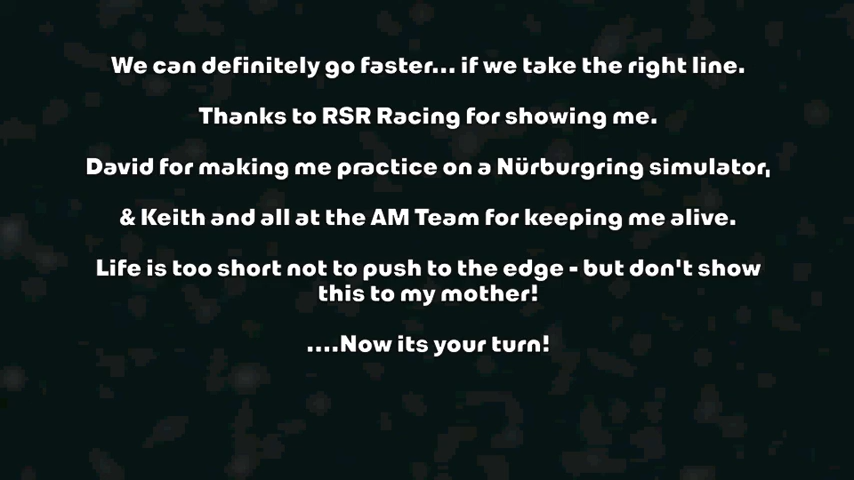 We can definitely go faster... if we take the right line.
Thanks to RSR Racing for showing me.
David for making me practice on a Nürburgring simulator,
& Keith and all at the AM Team for keeping me alive.
Life is too short not to push to the edge - but don't show
this to my mother!
....Now its your turn!